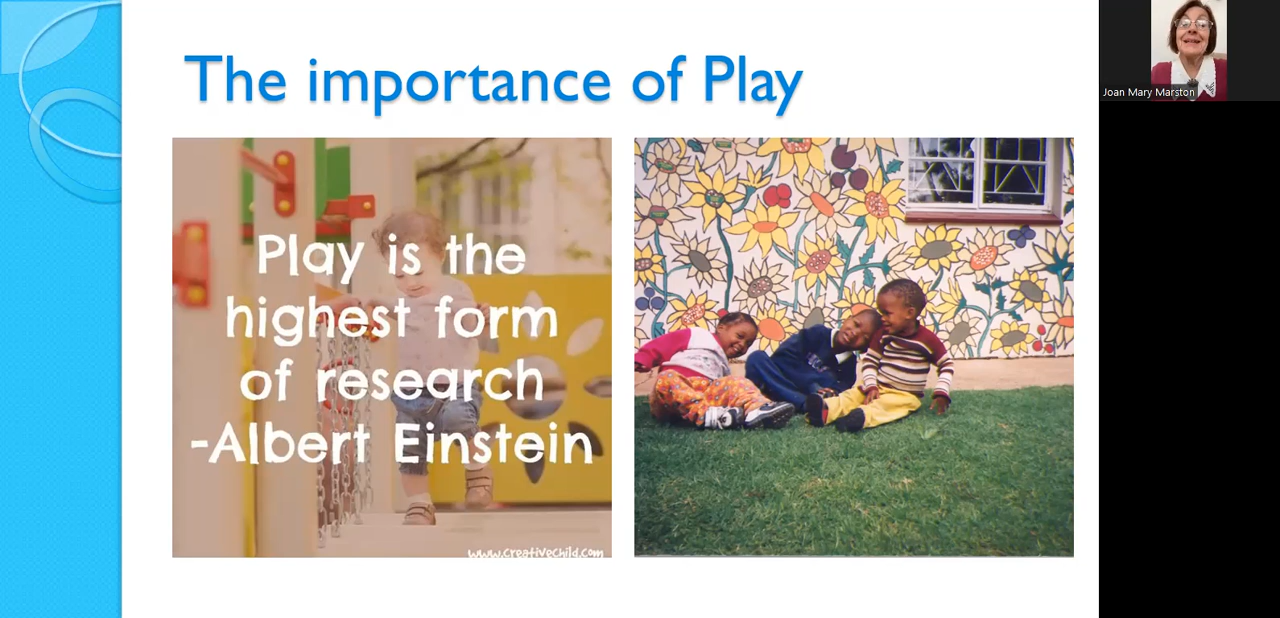 The importance of Play
Play is the
highest form
of research
-Albert Einstein
www.creativechild.com
Joan Mary Marston